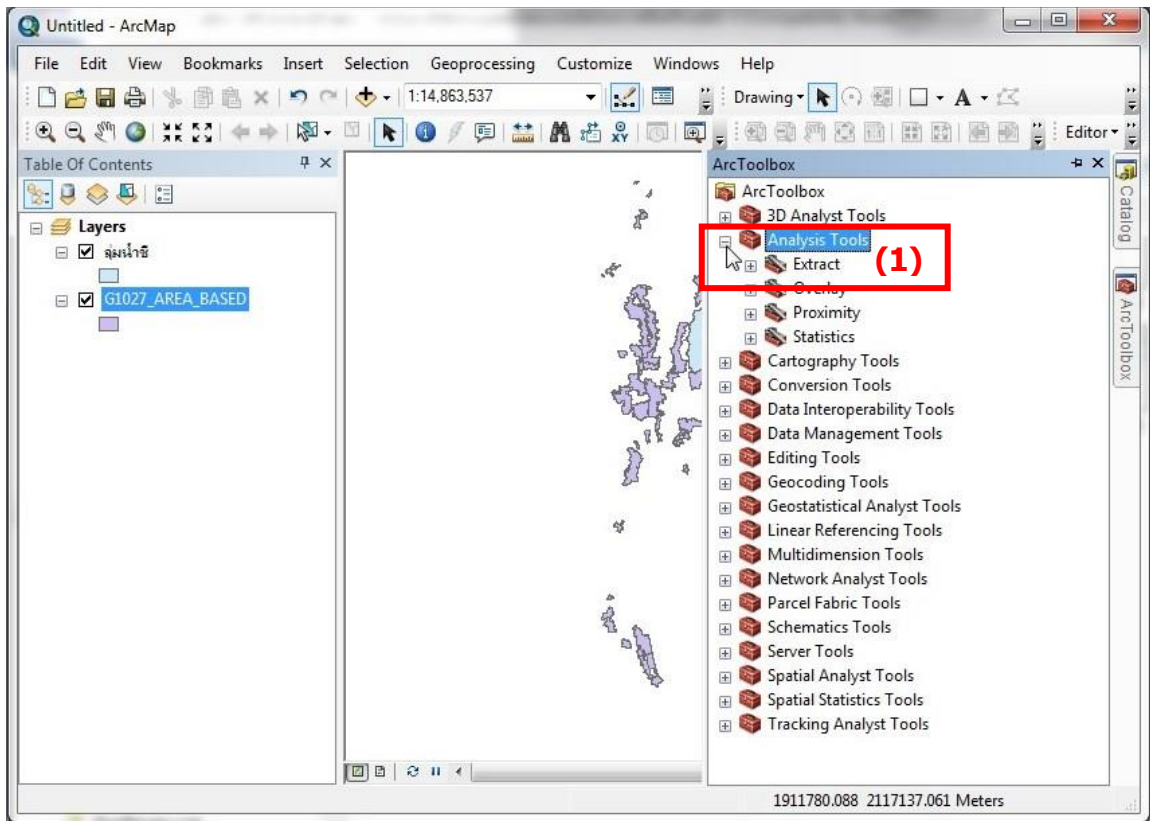 Untitled - ArcMap
File Edit View Bookmarks Insert Selection Geoprocessing Customize Windows Help
1:14,863,537
Drawing
Editor
Table Of Contents
Layers
ลุ่มน้ำชี
G1027_AREA_BASED
ArcToolbox
ArcToolbox
3D Analyst Tools
Analysis Tools
Extract
(1)
Overlay
Proximity
Statistics
Cartography Tools
Conversion Tools
Data Interoperability Tools
Data Management Tools
Editing Tools
Geocoding Tools
Geostatistical Analyst Tools
Linear Referencing Tools
Multidimension Tools
Network Analyst Tools
Parcel Fabric Tools
Schematics Tools
Server Tools
Spatial Analyst Tools
Spatial Statistics Tools
Tracking Analyst Tools
Catalog
ArcToolbox
1911780.088 2117137.061 Meters